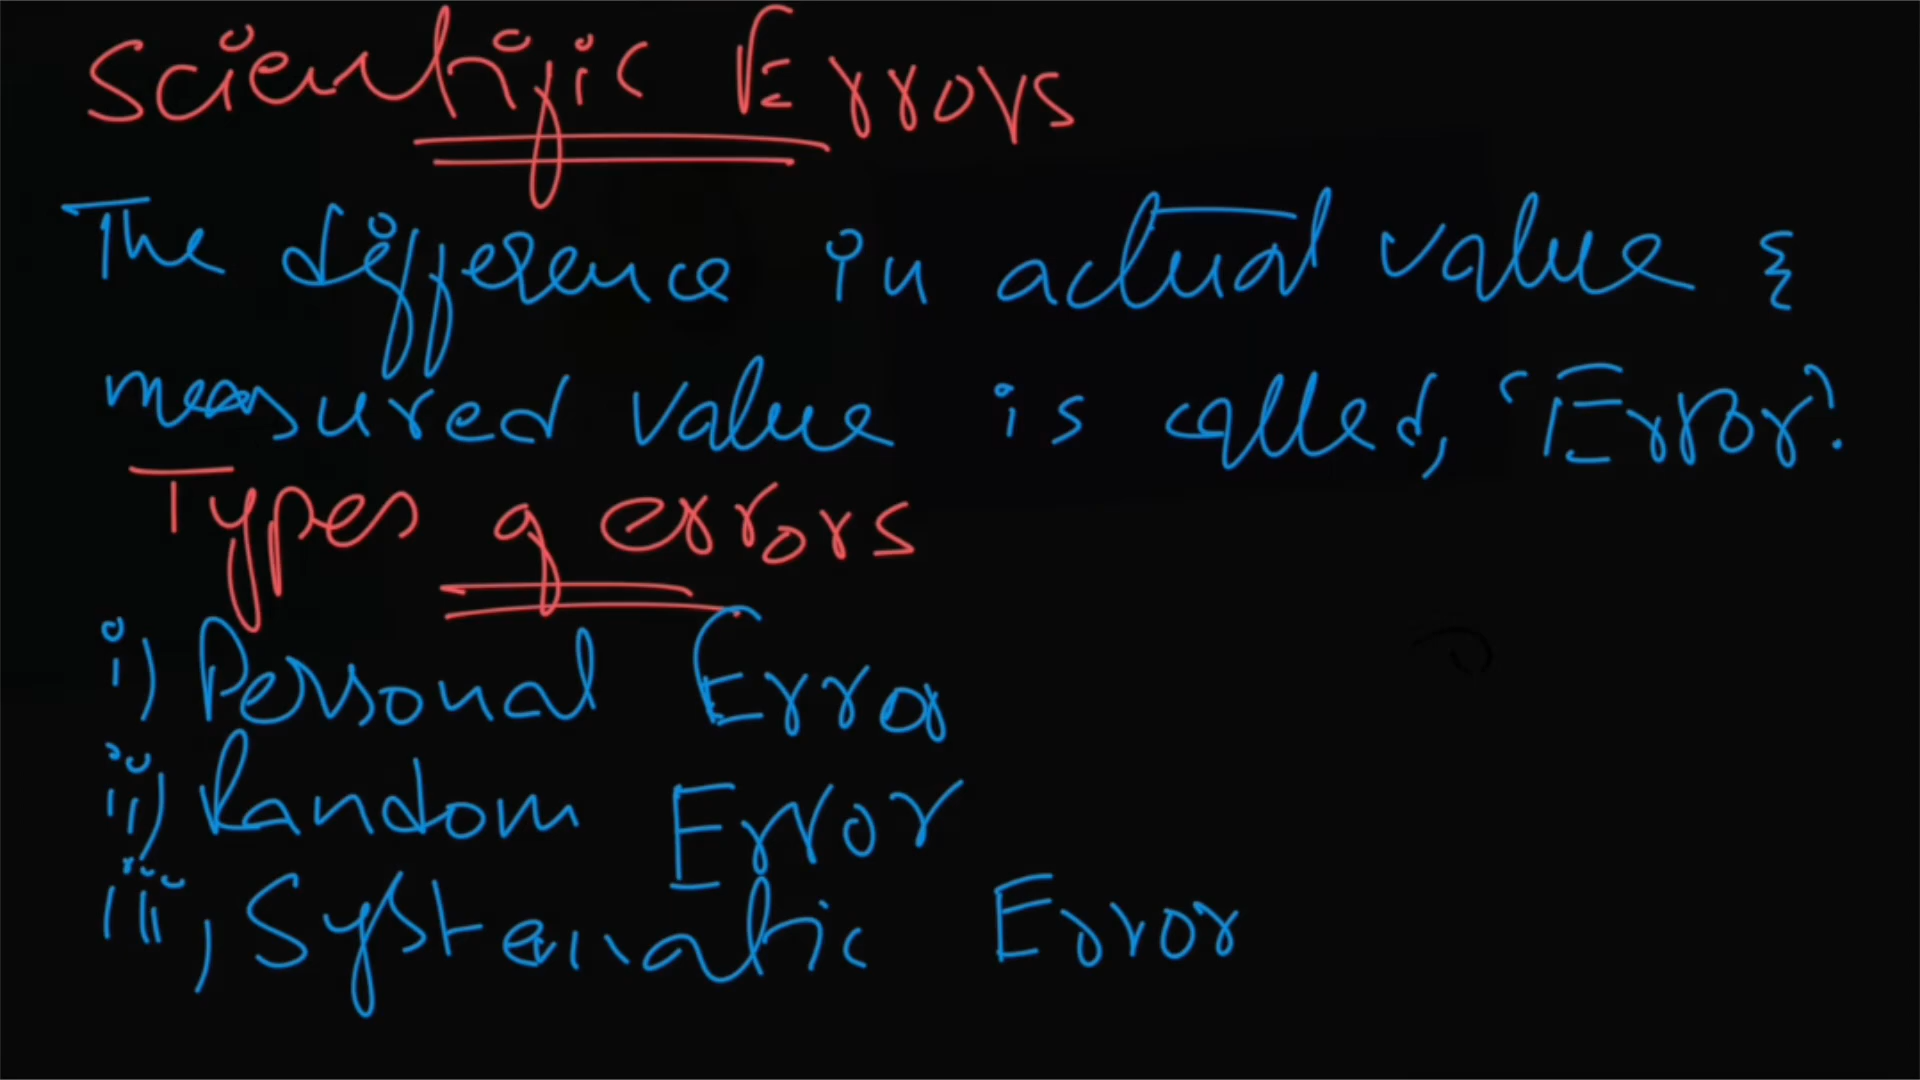 Scientific Errors
The difference in actual value &
measured value is called, 'Error'.
Types of errors
i) Personal Error
ii) Random Error
iii, Systematic Error